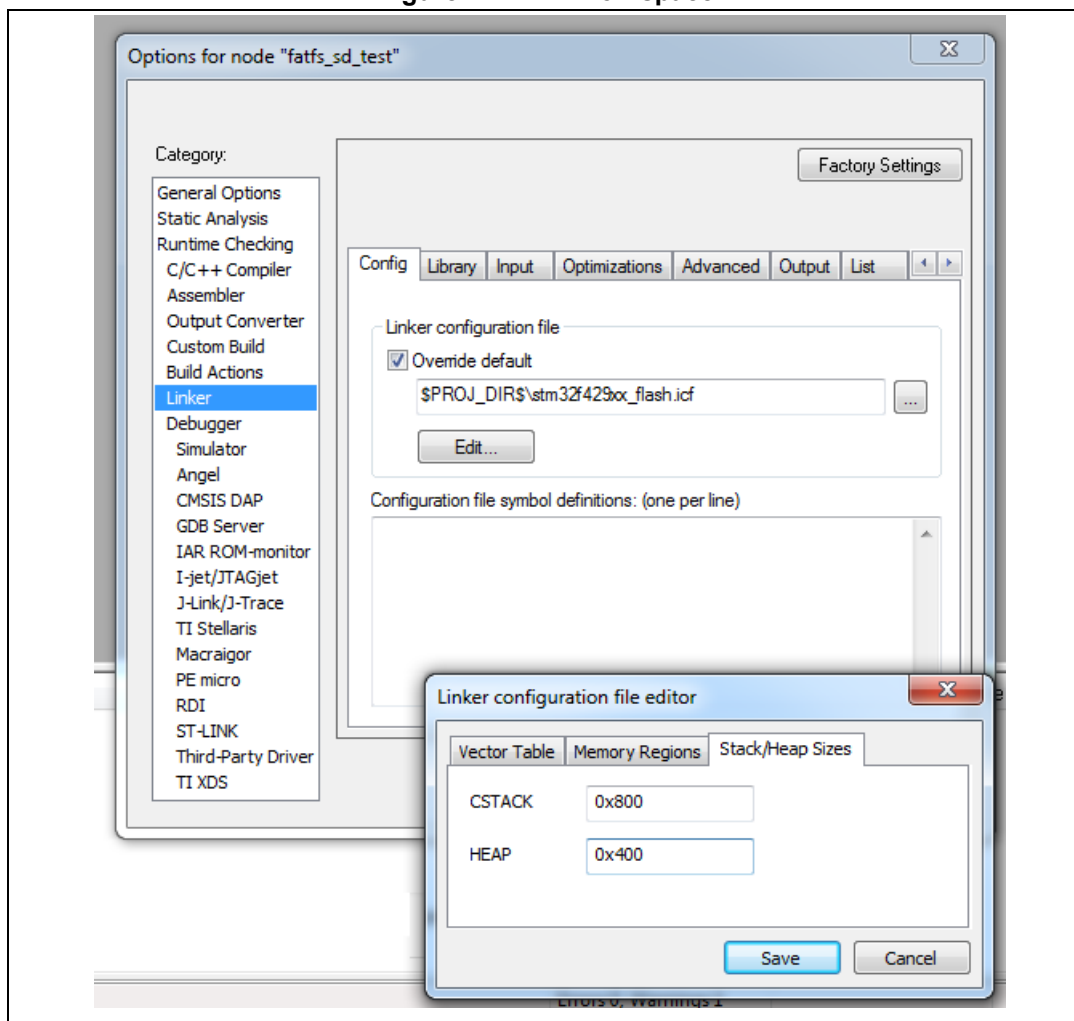 Options for node "fatfs_sd_test"
Category:
Factory Settings
General Options
Static Analysis
Runtime Checking
C/C++ Compiler
Assembler
Output Converter
Custom Build
Build Actions
Linker
Debugger
Simulator
Angel
CMSIS DAP
GDB Server
IAR ROM-monitor
I-jet/JTAGjet
J-Link/J-Trace
TI Stellaris
Macraigor
PE micro
RDI
ST-LINK
Third-Party Driver
TI XDS
Config Library Input Optimizations Advanced Output List
Linker configuration file
Override default
$PROJ_DIR$\stm32f429xx_flash.icf
...
Edit...
Configuration file symbol definitions: (one per line)
Linker configuration file editor
Vector Table Memory Regions Stack/Heap Sizes
CSTACK 0x800
HEAP 0x400
Save Cancel
Errors 0, Warnings 1